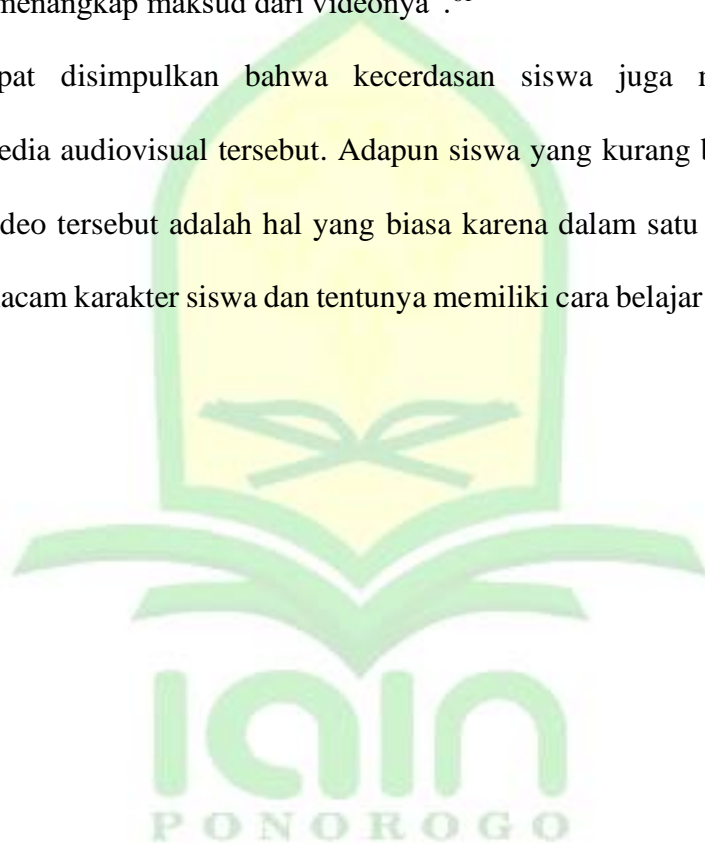 menangkap maksud dari videonya".
pat disimpulkan bahwa kecerdasan siswa juga
edia audiovisual tersebut. Adapun siswa yang kurang
deo tersebut adalah hal yang biasa karena dalam satu
acam karakter siswa dan tentunya memiliki cara belajar
iain
PONOROGO